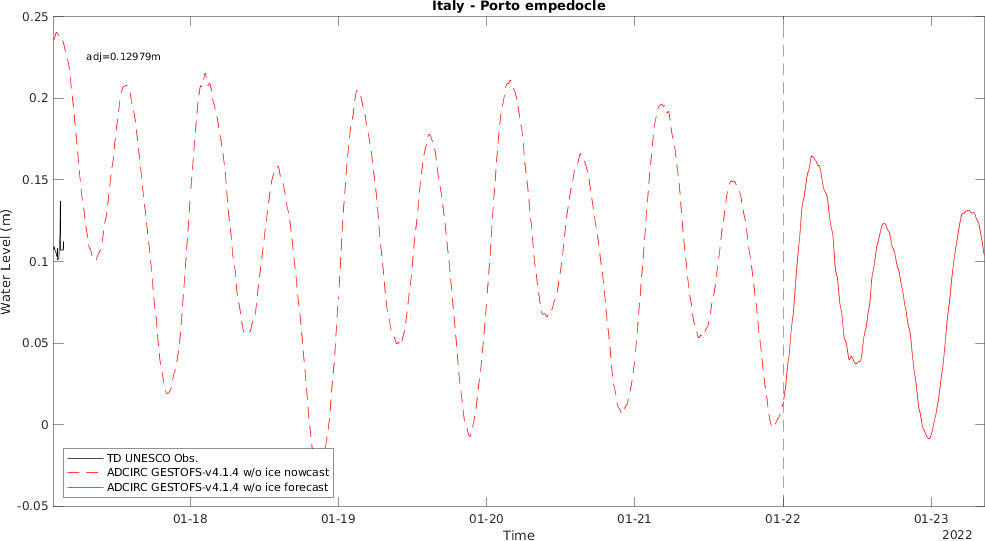 Italy - Porto empedocle
0.25
adj=0.12979m
0.2
0.15
0.1
0.05
0
-0.05
Water Level (m)
TD UNESCO Obs.
ADCIRC GESTOFS-v4.1.4 w/o ice nowcast
ADCIRC GESTOFS-v4.1.4 w/o ice forecast
01-18 01-19 01-20 01-21 01-22 01-23
Time
2022